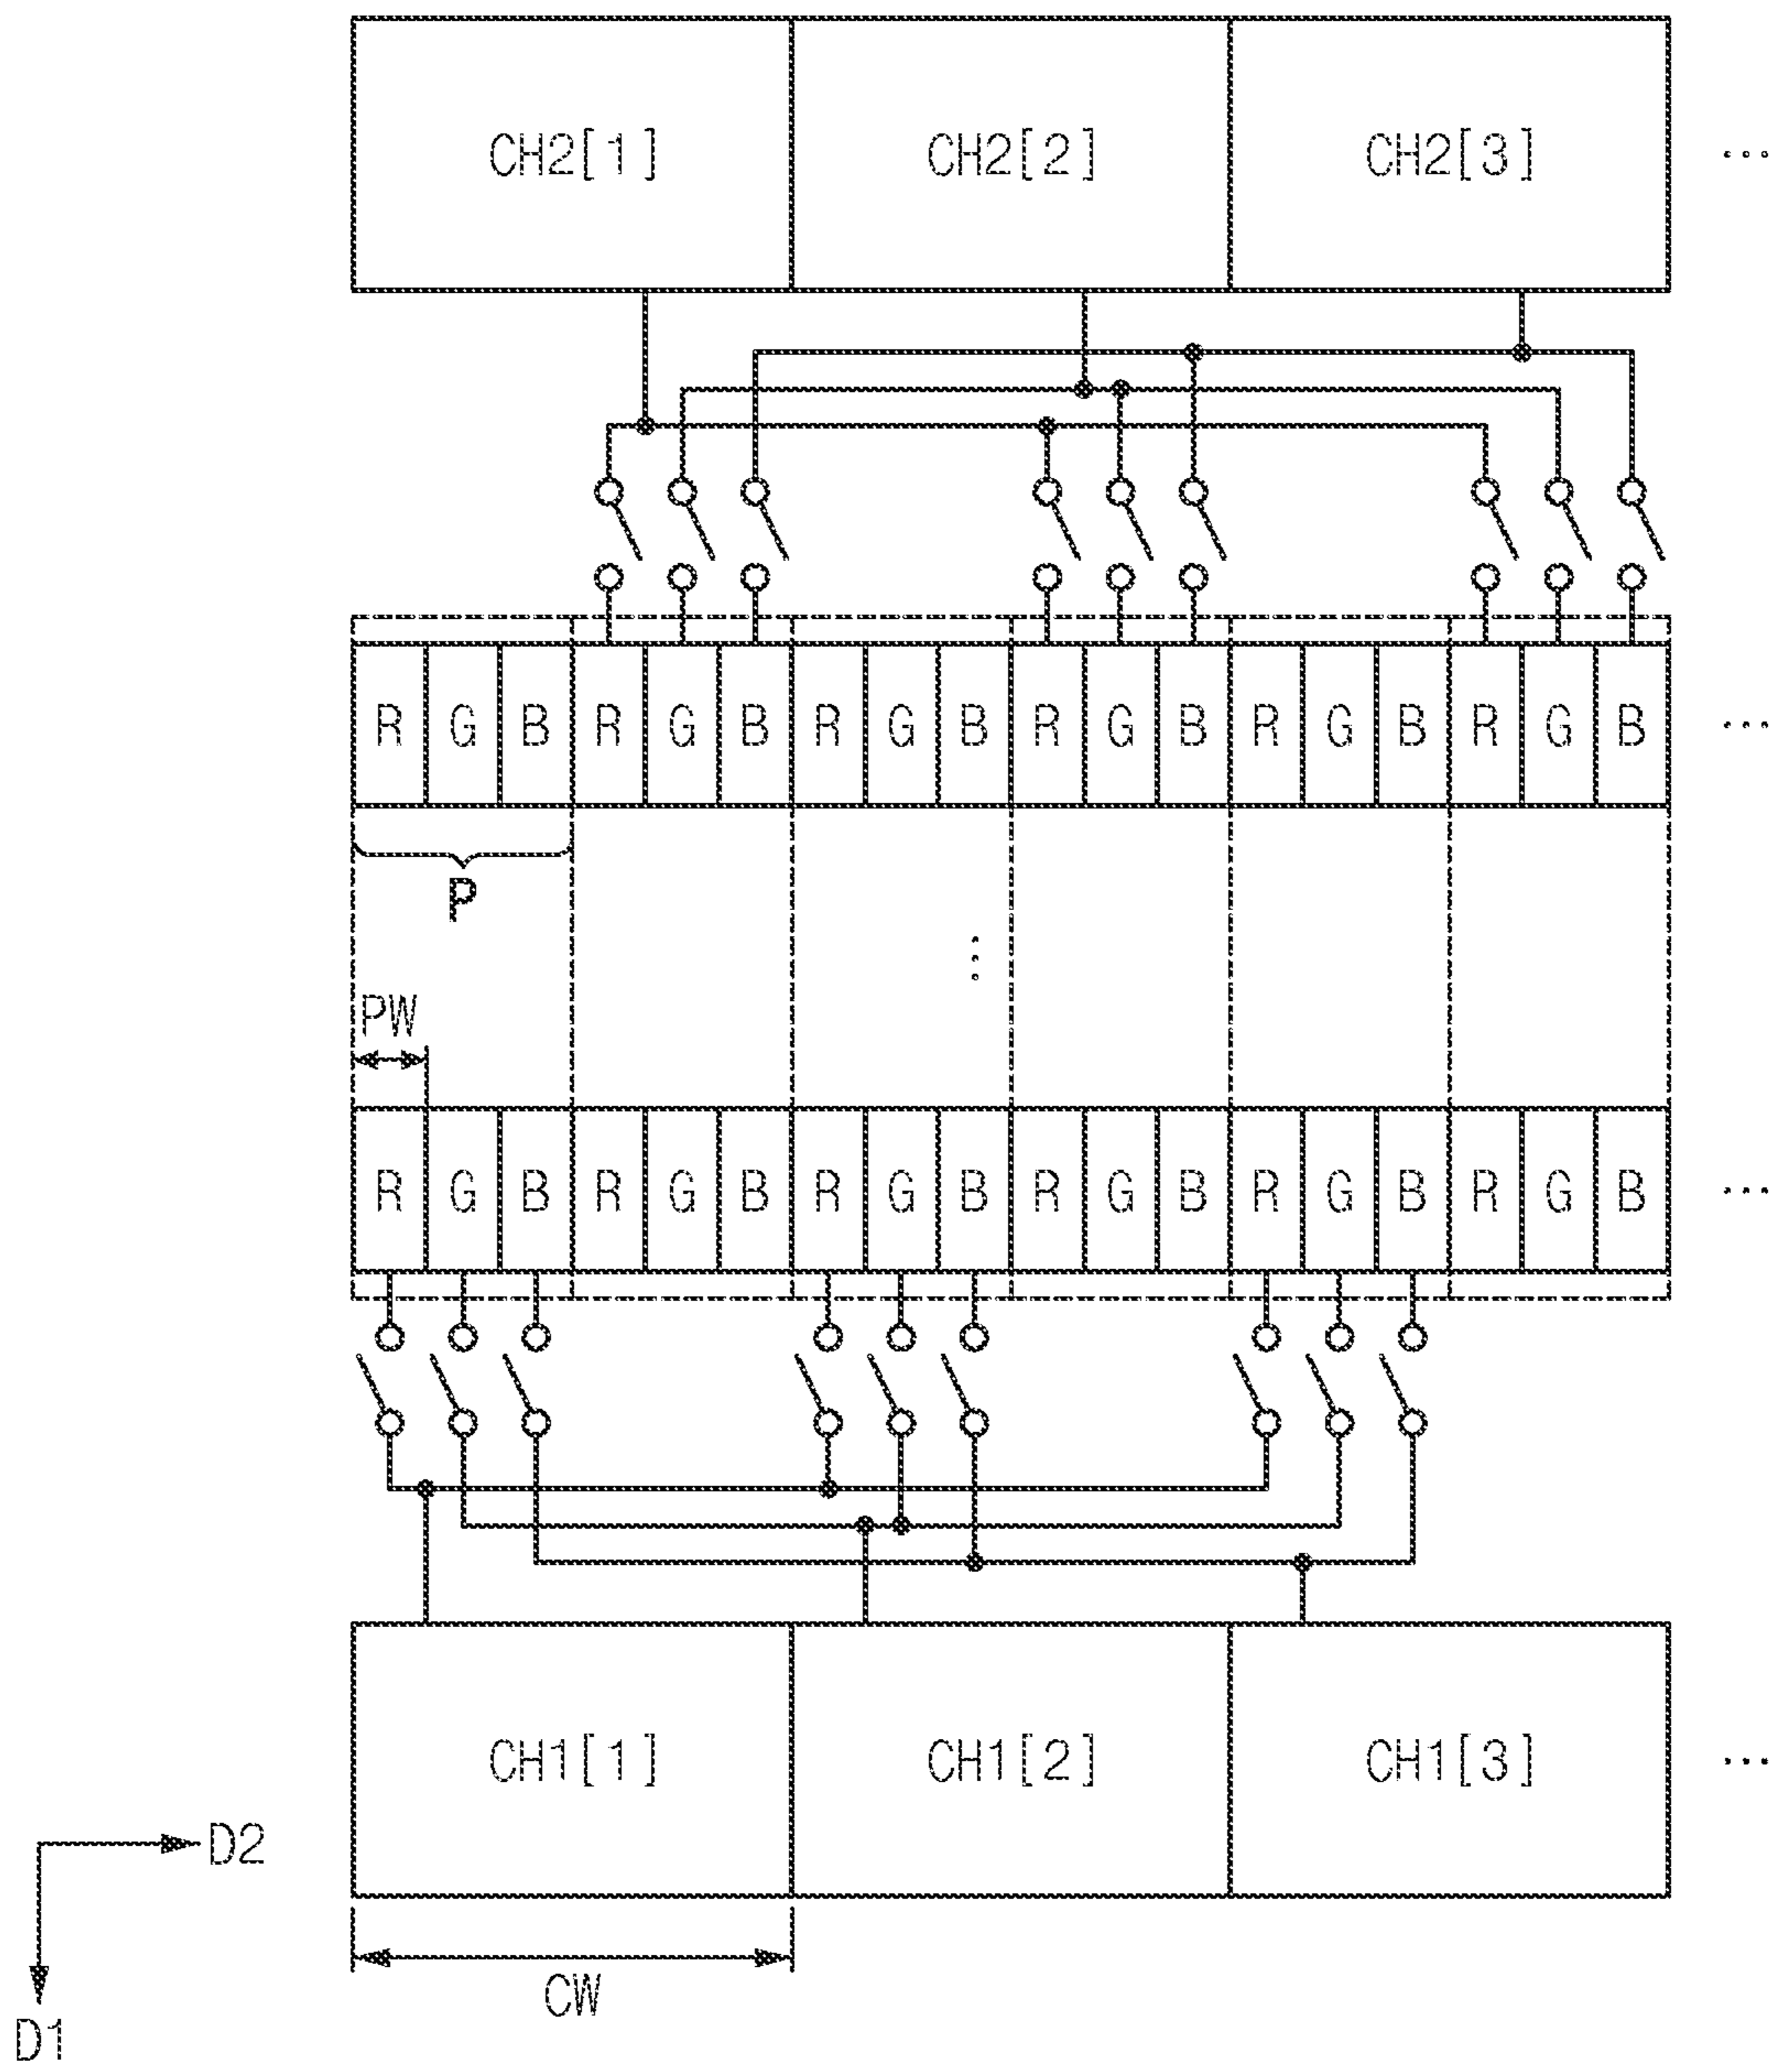 CH2[1] CH2[2] CH2[3] ...
R G B R G B R G B R G B R G B R G B ...
P
⋮
PW
R G B R G B R G B R G B R G B R G B ...
CH1[1] CH1[2] CH1[3] ...
D2
CW
D1